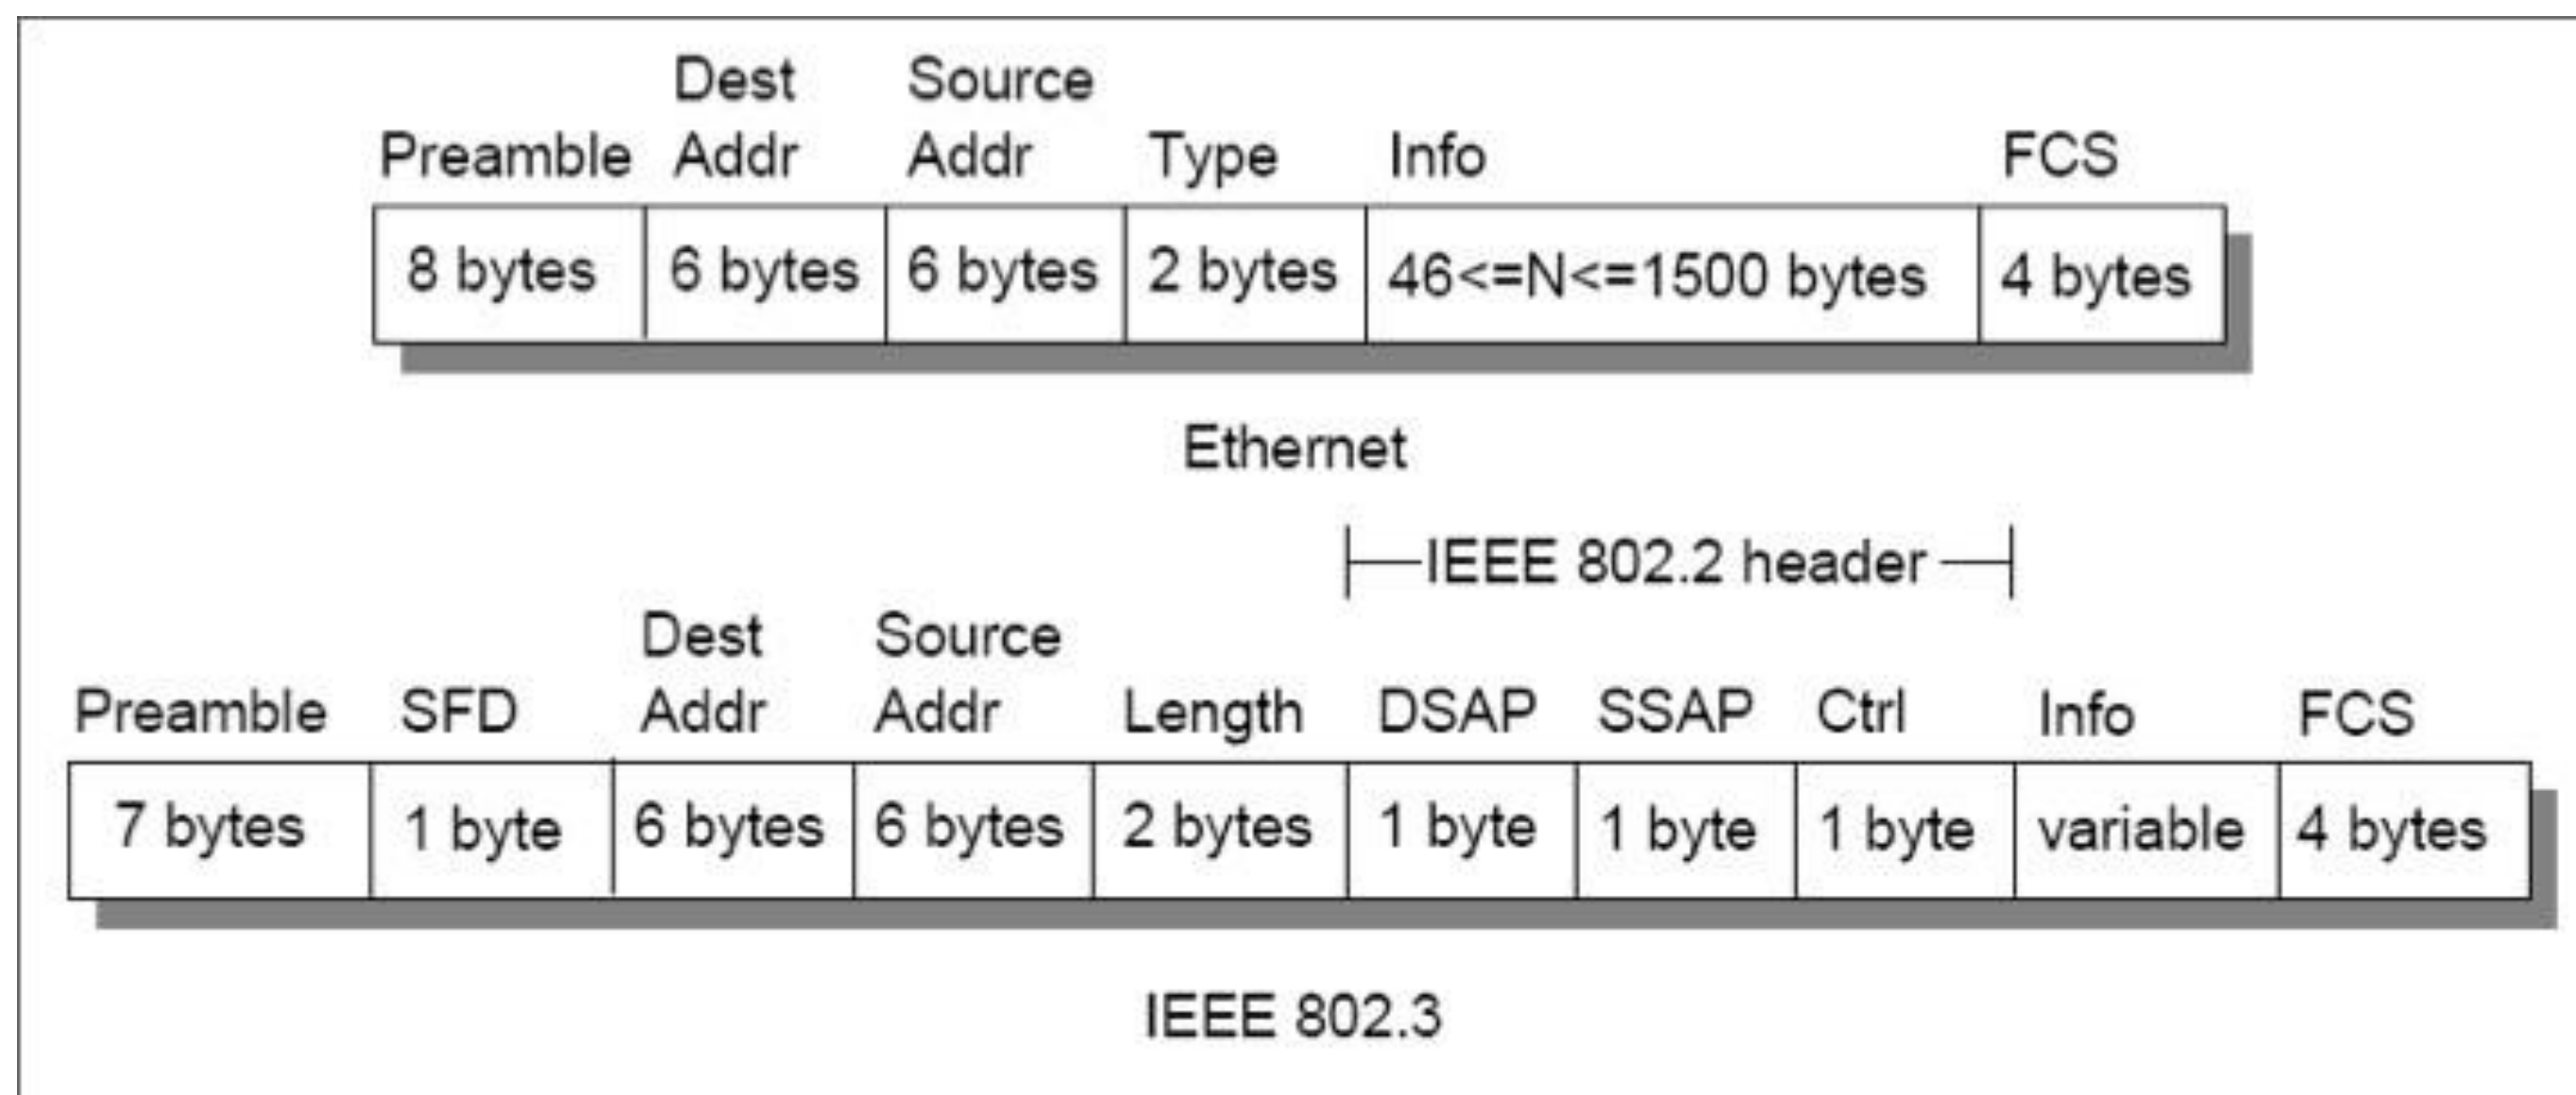 Dest Source
Preamble Addr Addr Type Info FCS
8 bytes 6 bytes 6 bytes 2 bytes 46<=N<=1500 bytes 4 bytes
Ethernet
IEEE 802.2 header
Dest Source
Preamble SFD Addr Addr Length DSAP SSAP Ctrl Info FCS
7 bytes 1 byte 6 bytes 6 bytes 2 bytes 1 byte 1 byte 1 byte variable 4 bytes
IEEE 802.3